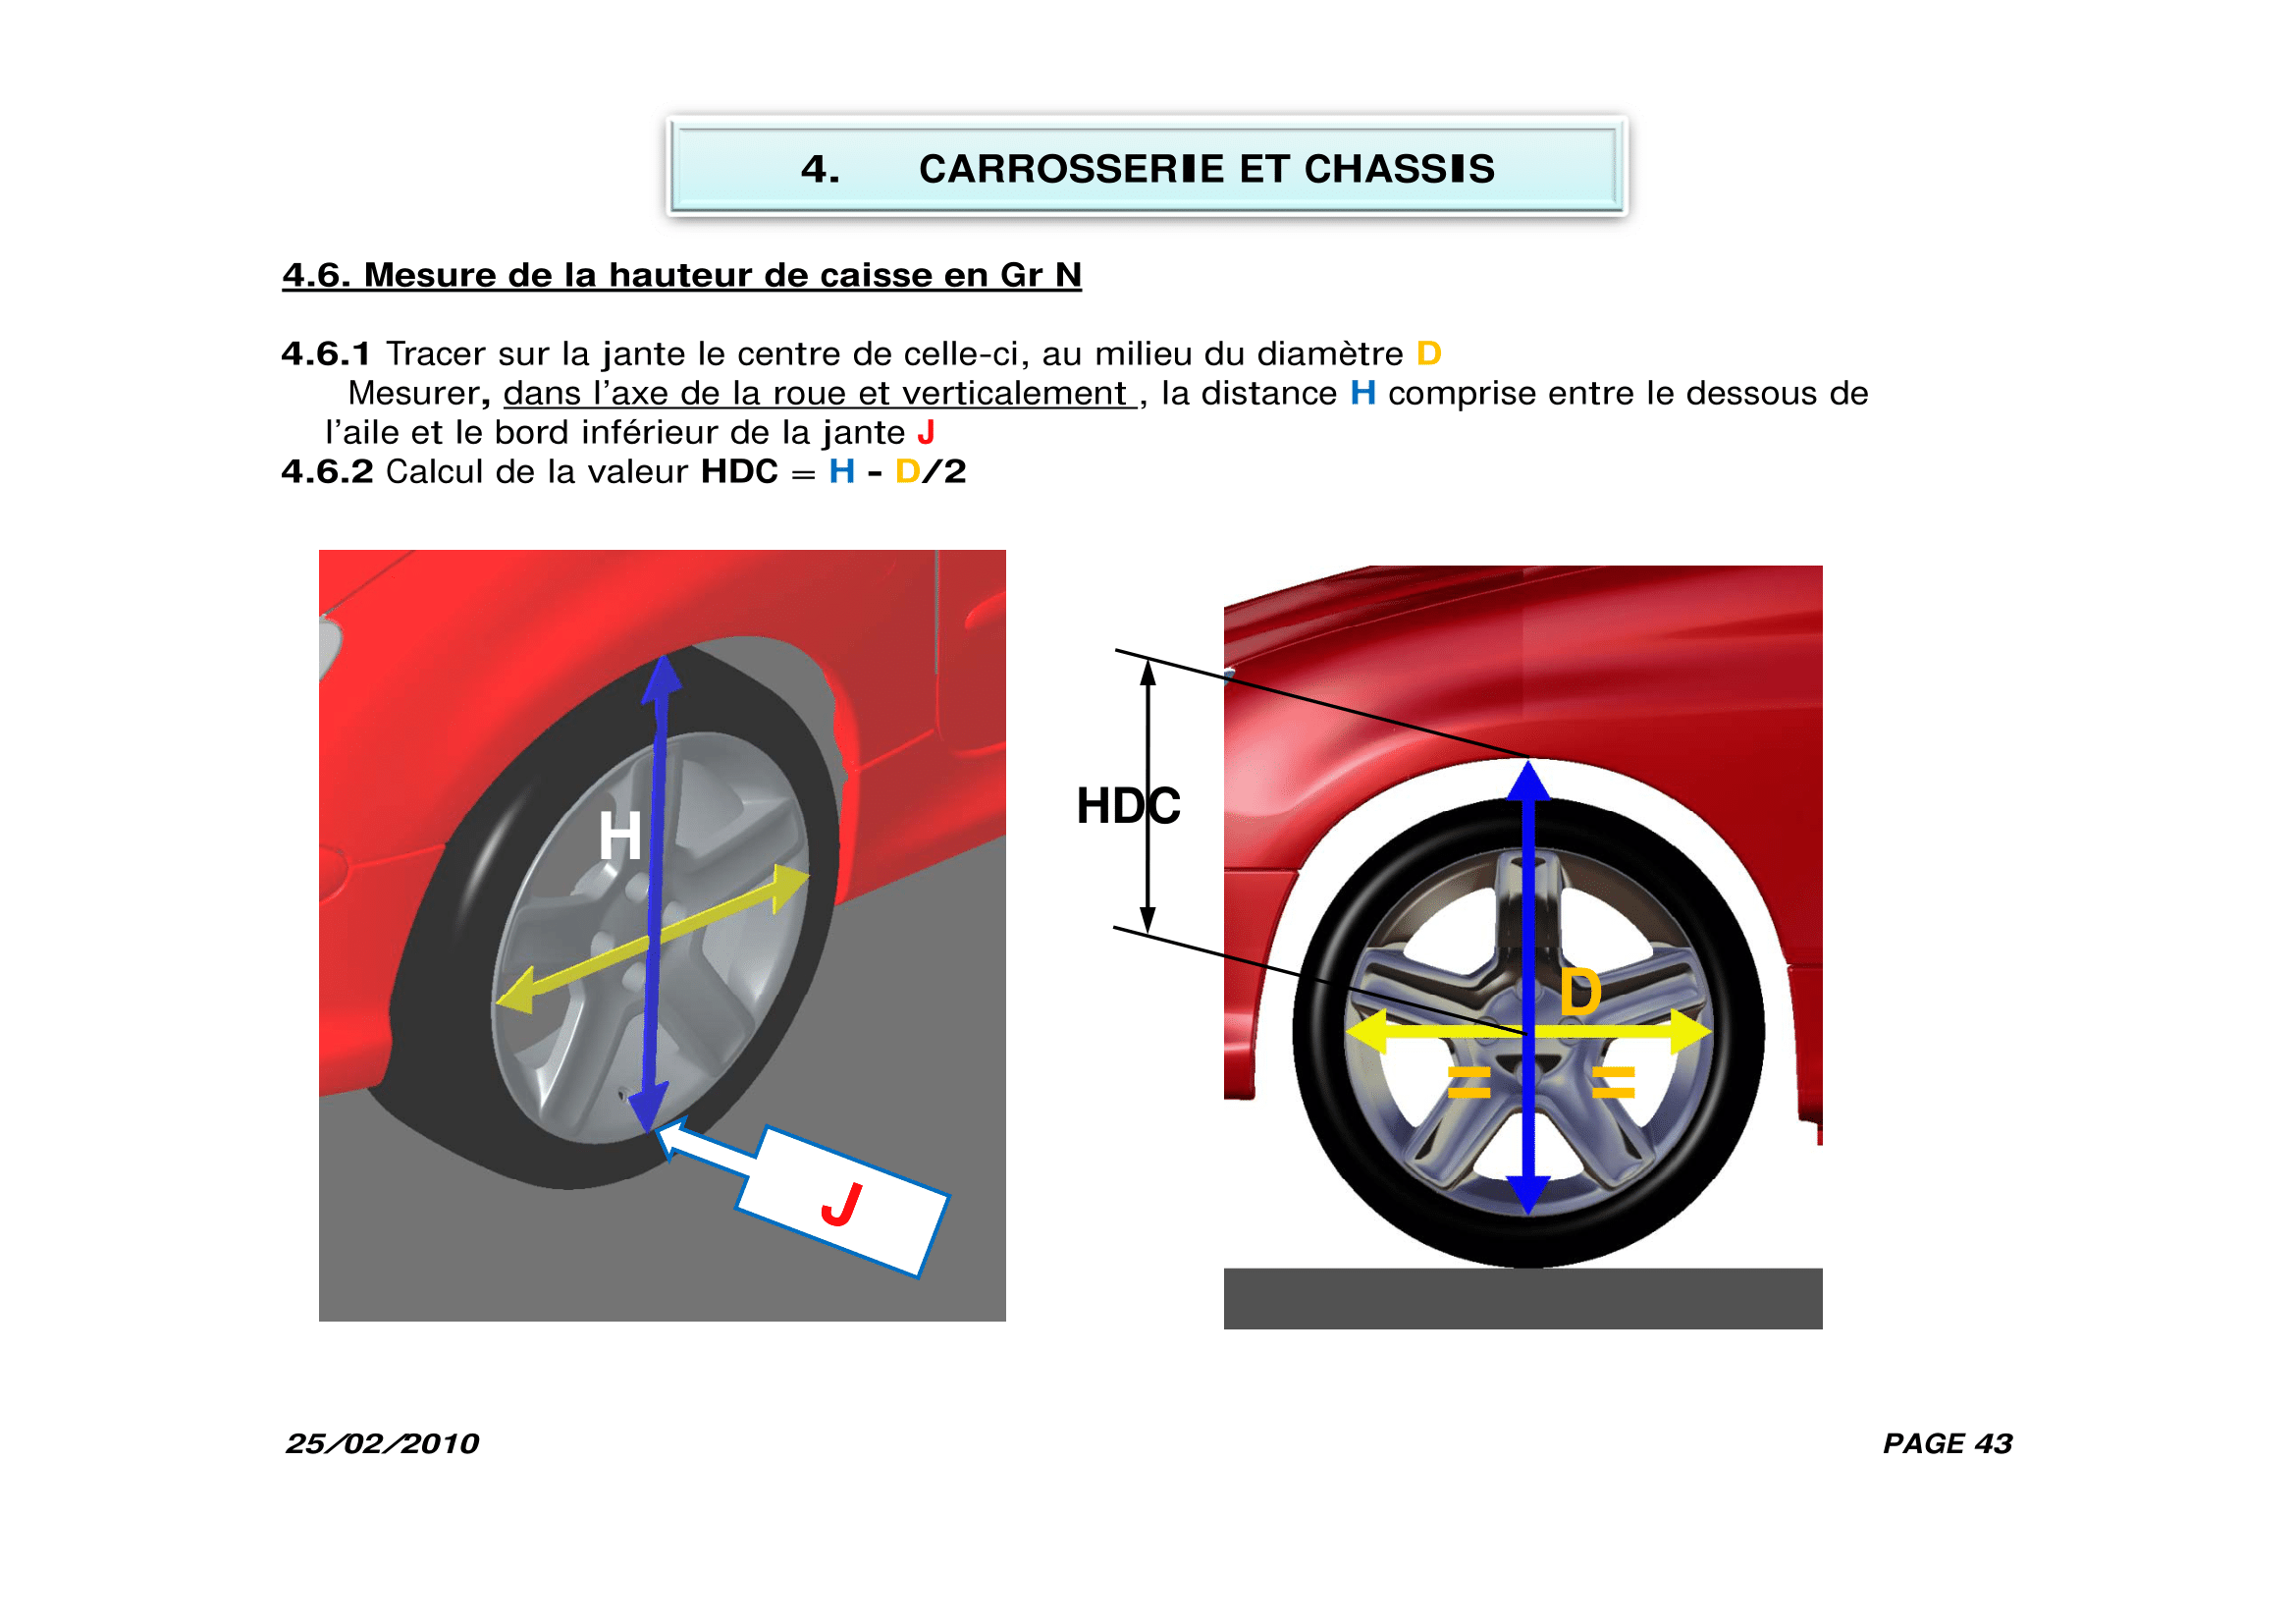 4. CARROSSERIE ET CHASSIS
4.6. Mesure de la hauteur de caisse en Gr N
4.6.1 Tracer sur la jante le centre de celle-ci, au milieu du diamètre D
Mesurer, dans l’axe de la roue et verticalement , la distance H comprise entre le dessous de
l’aile et le bord inférieur de la jante J
4.6.2 Calcul de la valeur HDC = H - D/2
H
J
HDC
D
= =
25/02/2010
PAGE 43